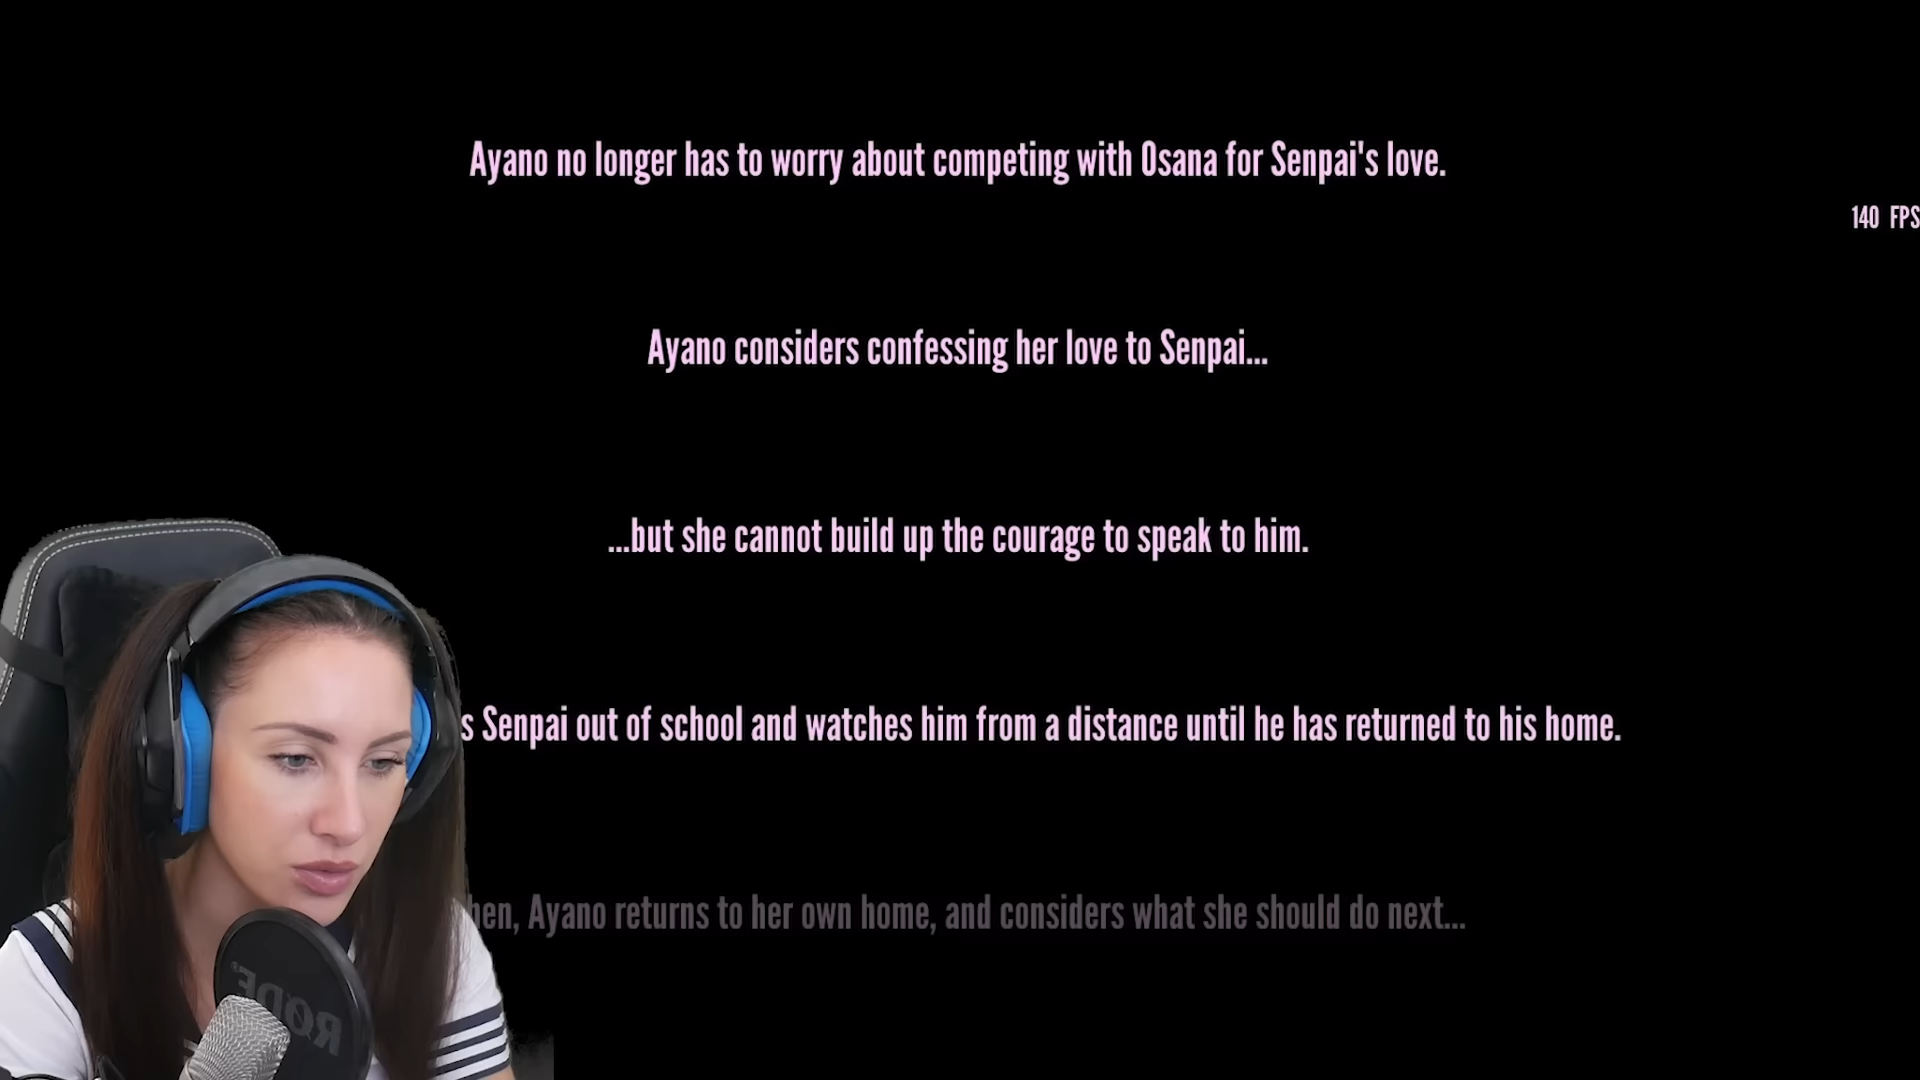 Ayano no longer has to worry about competing with Osana for Senpai's love.
140 FPS
Ayano considers confessing her love to Senpai...
...but she cannot build up the courage to speak to him.
s Senpai out of school and watches him from a distance until he has returned to his home.
hen, Ayano returns to her own home, and considers what she should do next...
RØDE